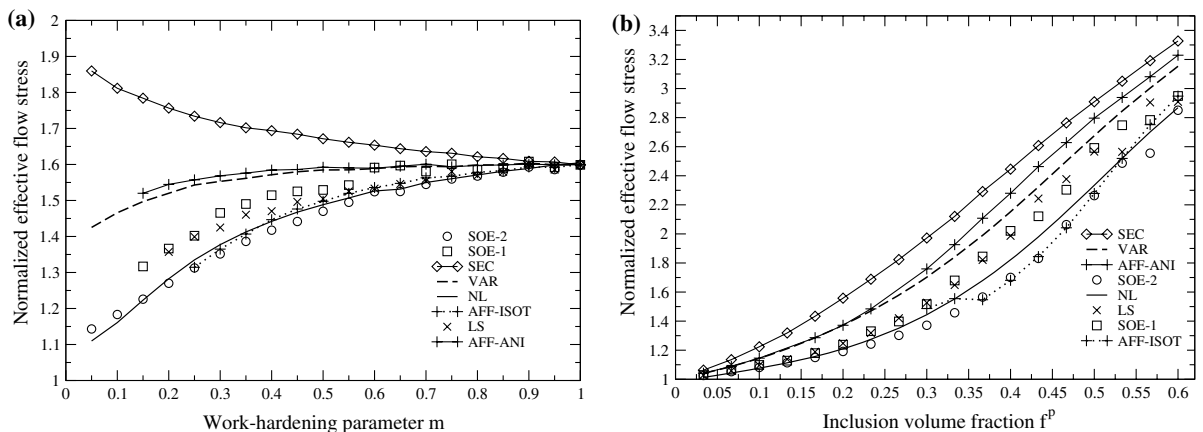 (a)
Normalized effective flow stress
2
1.9
1.8
1.7
1.6
1.5
1.4
1.3
1.2
1.1
1
0 0.1 0.2 0.3 0.4 0.5 0.6 0.7 0.8 0.9 1
Work-hardening parameter m
SOE-2
SOE-1
SEC
VAR
NL
AFF-ISOT
LS
AFF-ANI
(b)
Normalized effective flow stress
3.4
3.2
3
2.8
2.6
2.4
2.2
2
1.8
1.6
1.4
1.2
1
0 0.05 0.1 0.15 0.2 0.25 0.3 0.35 0.4 0.45 0.5 0.55 0.6
Inclusion volume fraction f^p
SEC
VAR
AFF-ANI
SOE-2
NL
LS
SOE-1
AFF-ISOT